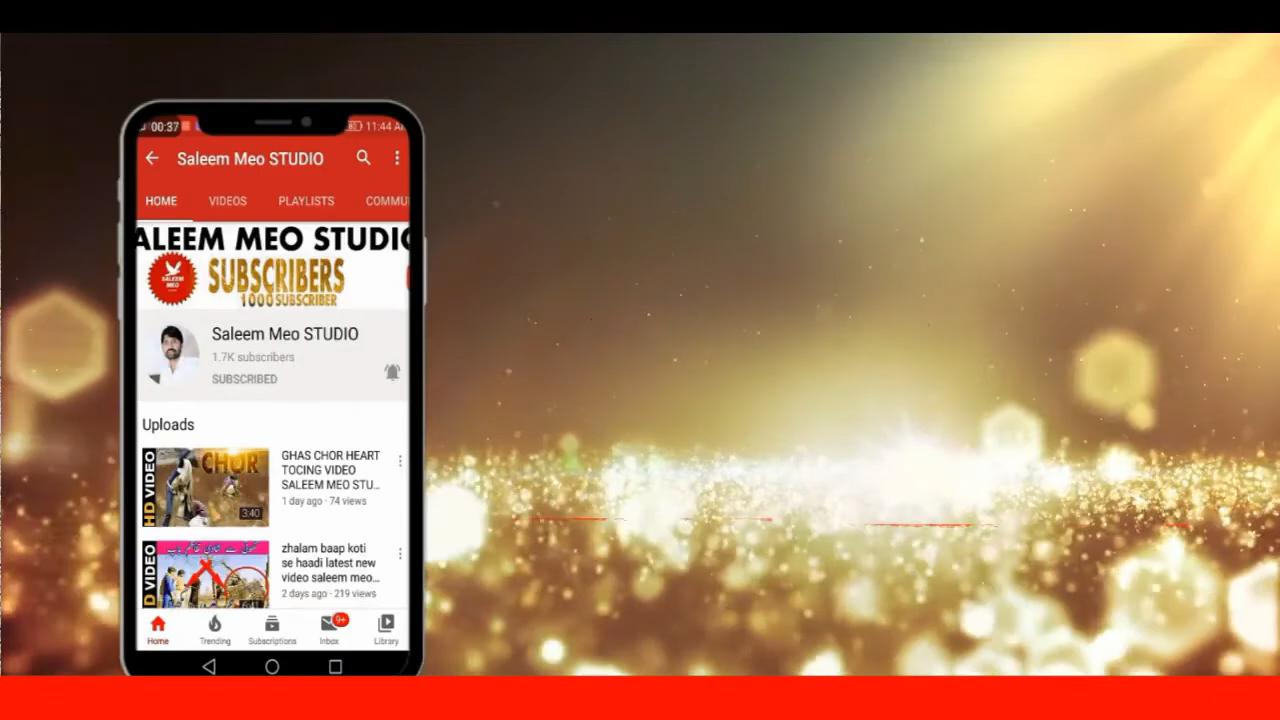 00:37
11:44 A
Saleem Meo STUDIO
HOME VIDEOS PLAYLISTS COMMU
ALEEM MEO STUDIO
SALEEM
MEO
SUBSCRIBERS
1000 SUBSCRIBER
Saleem Meo STUDIO
1.7K subscribers
SUBSCRIBED
Uploads
HD VIDEO
CHOR
3:40
GHAS CHOR HEART
TOCING VIDEO
SALEEM MEO STU...
1 day ago · 74 views
D VIDEO
zhalam baap koti
se haadi latest new
video saleem meo...
2 days ago · 219 views
9+
Home Trending Subscriptions Inbox Library